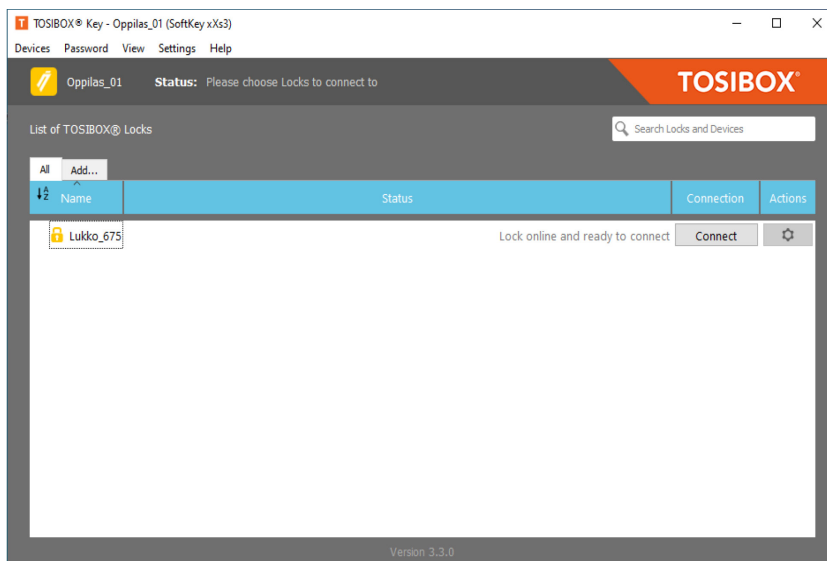 TOSIBOX® Key - Oppilas_01 (SoftKey xXs3)
Devices Password View Settings Help
Oppilas_01 Status: Please choose Locks to connect to TOSIBOX®
List of TOSIBOX® Locks Search Locks and Devices
All Add...
Name Status Connection Actions
Lukko_675 Lock online and ready to connect Connect
Version 3.3.0